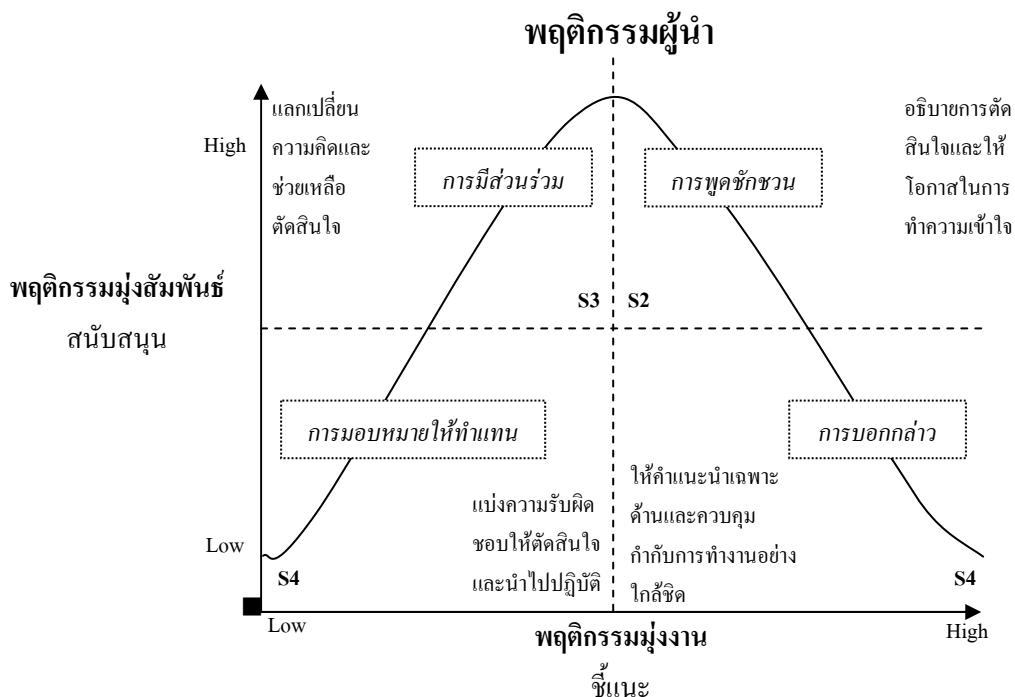 พฤติกรรมผู้นำ
แลกเปลี่ยน
ความคิดและ
ช่วยเหลือ
ตัดสินใจ
อธิบายการตัด
สินใจและให้
โอกาสในการ
ทำความเข้าใจ
High
การมีส่วนร่วม
การพูดชักชวน
พฤติกรรมมุ่งสัมพันธ์
สนับสนุน
S3
S2
การมอบหมายให้ทำแทน
การบอกกล่าว
แบ่งความรับผิด
ชอบให้ตัดสินใจ
และนำไปปฏิบัติ
ให้คำแนะนำเฉพาะ
ด้านและควบคุม
กำกับการทำงานอย่าง
ใกล้ชิด
Low
S4
S4
Low
High
พฤติกรรมมุ่งงาน
ชี้แนะ